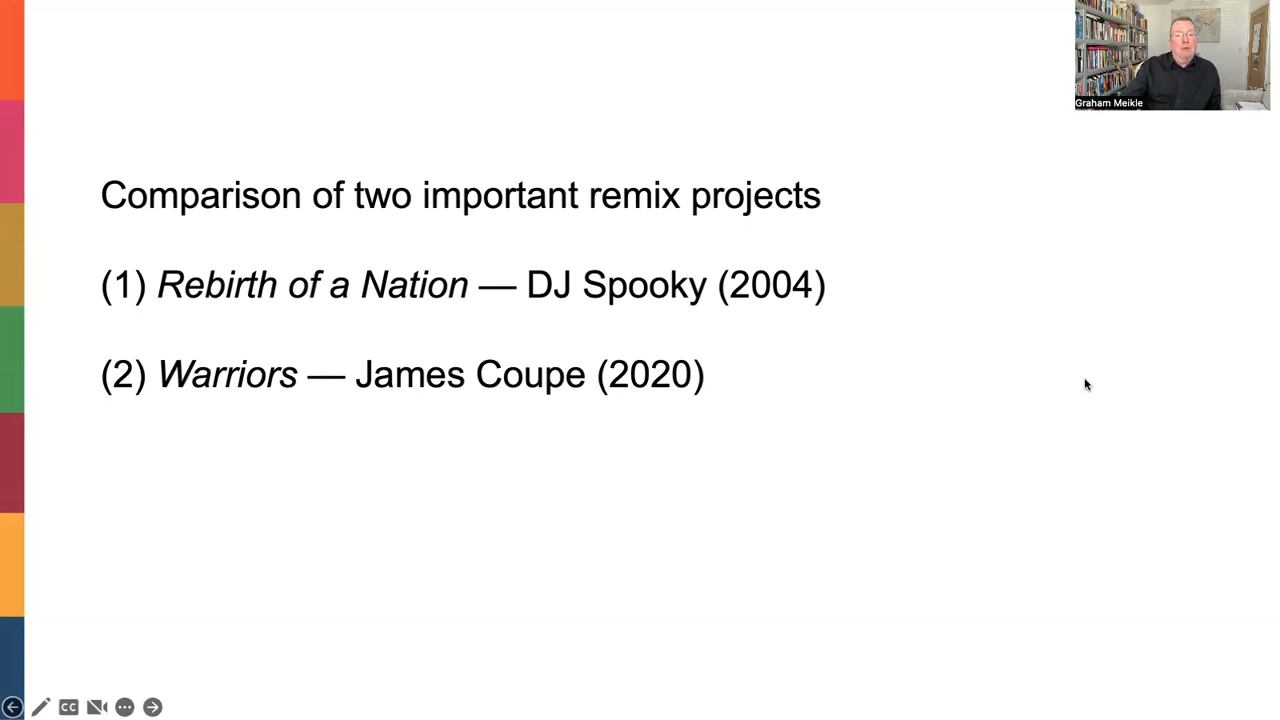 Graham Meikle
Comparison of two important remix projects
(1) Rebirth of a Nation — DJ Spooky (2004)
(2) Warriors — James Coupe (2020)
CC